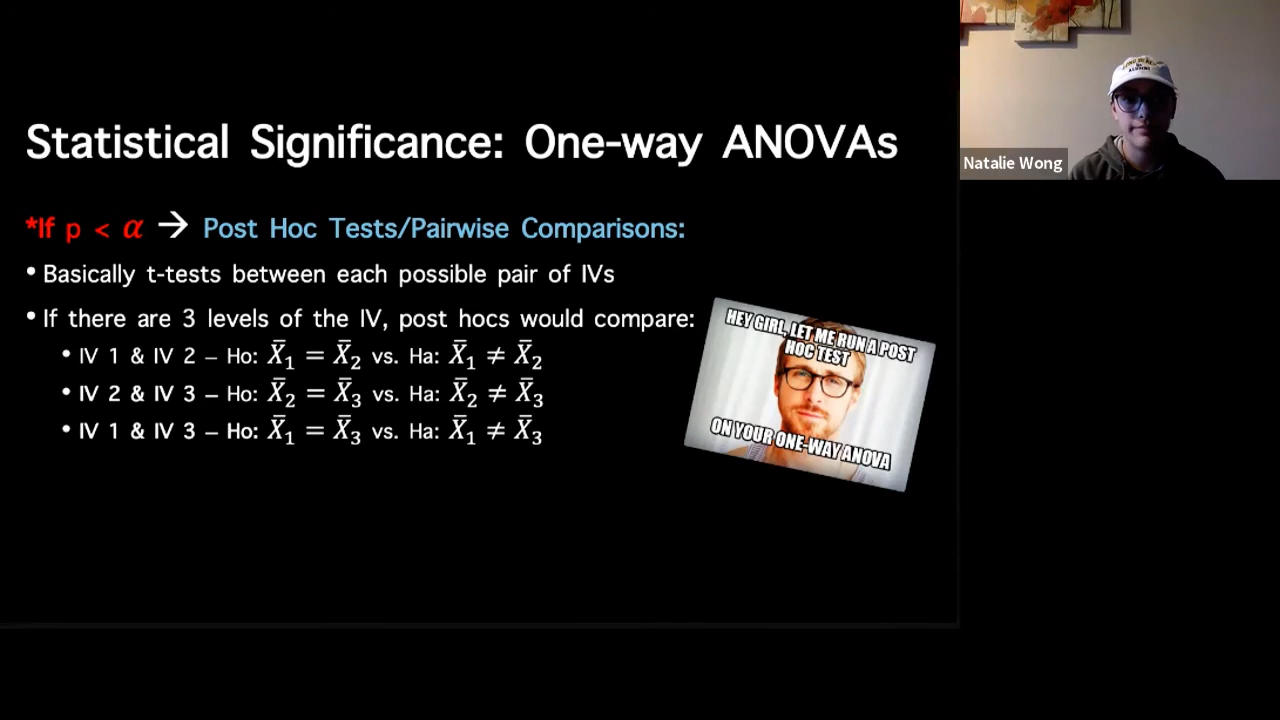 Statistical Significance: One-way ANOVAs
*If p < α → Post Hoc Tests/Pairwise Comparisons:
• Basically t-tests between each possible pair of IVs
• If there are 3 levels of the IV, post hocs would compare:
• IV 1 & IV 2 – Ho: X̄₁ = X̄₂ vs. Ha: X̄₁ ≠ X̄₂
• IV 2 & IV 3 – Ho: X̄₂ = X̄₃ vs. Ha: X̄₂ ≠ X̄₃
• IV 1 & IV 3 – Ho: X̄₁ = X̄₃ vs. Ha: X̄₁ ≠ X̄₃
HEY GIRL, LET ME RUN A POST
HOC TEST
ON YOUR ONE-WAY ANOVA
Natalie Wong
ALUMNI